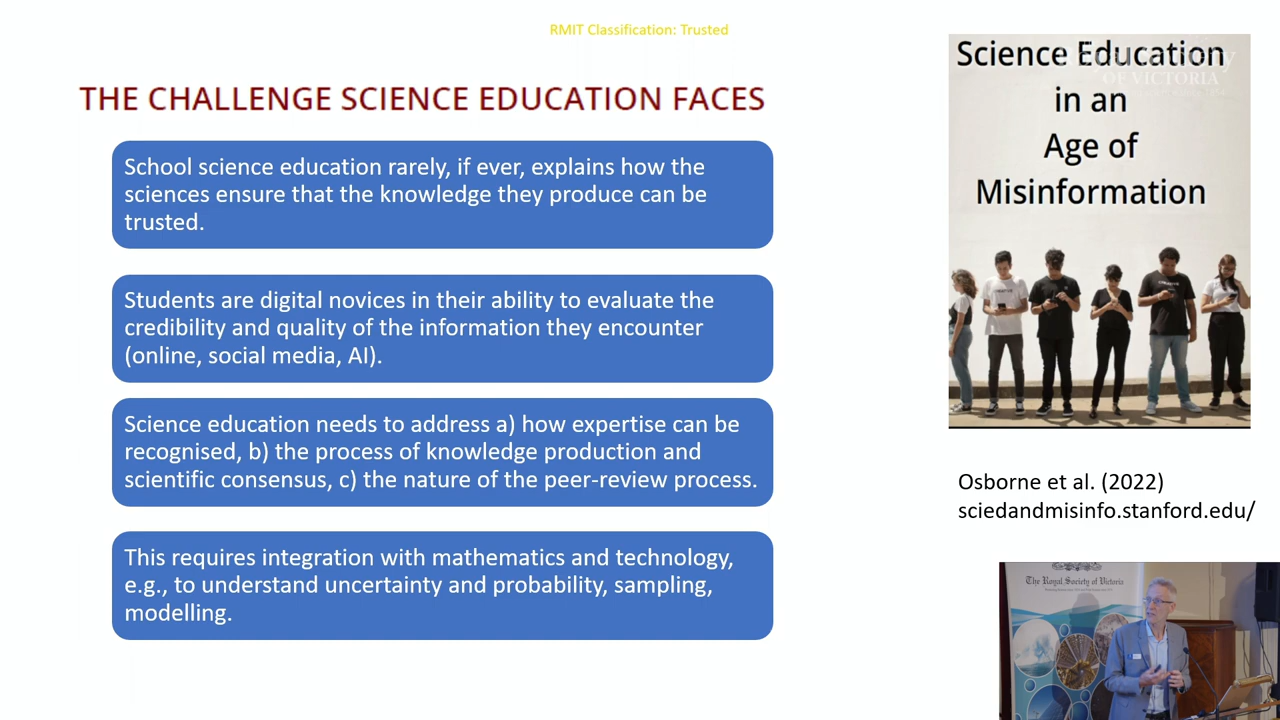 RMIT Classification: Trusted
THE CHALLENGE SCIENCE EDUCATION FACES
School science education rarely, if ever, explains how the
sciences ensure that the knowledge they produce can be
trusted.
Students are digital novices in their ability to evaluate the
credibility and quality of the information they encounter
(online, social media, AI).
Science education needs to address a) how expertise can be
recognised, b) the process of knowledge production and
scientific consensus, c) the nature of the peer-review process.
This requires integration with mathematics and technology,
e.g., to understand uncertainty and probability, sampling,
modelling.
Science Education
in an
Age of
Misinformation
Royal Society
OF VICTORIA
Osborne et al. (2022)
sciedandmisinfo.stanford.edu/
The Royal Society of Victoria